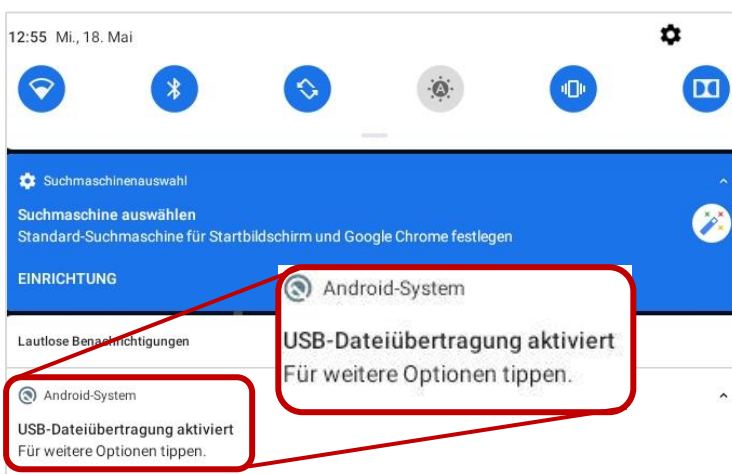 12:55 Mi., 18. Mai
Suchmaschinenauswahl
Suchmaschine auswählen
Standard-Suchmaschine für Startbildschirm und Google Chrome festlegen
EINRICHTUNG
Android-System
USB-Dateiübertragung aktiviert
Für weitere Optionen tippen.
Lautlose Benachrichtigungen
Android-System
USB-Dateiübertragung aktiviert
Für weitere Optionen tippen.